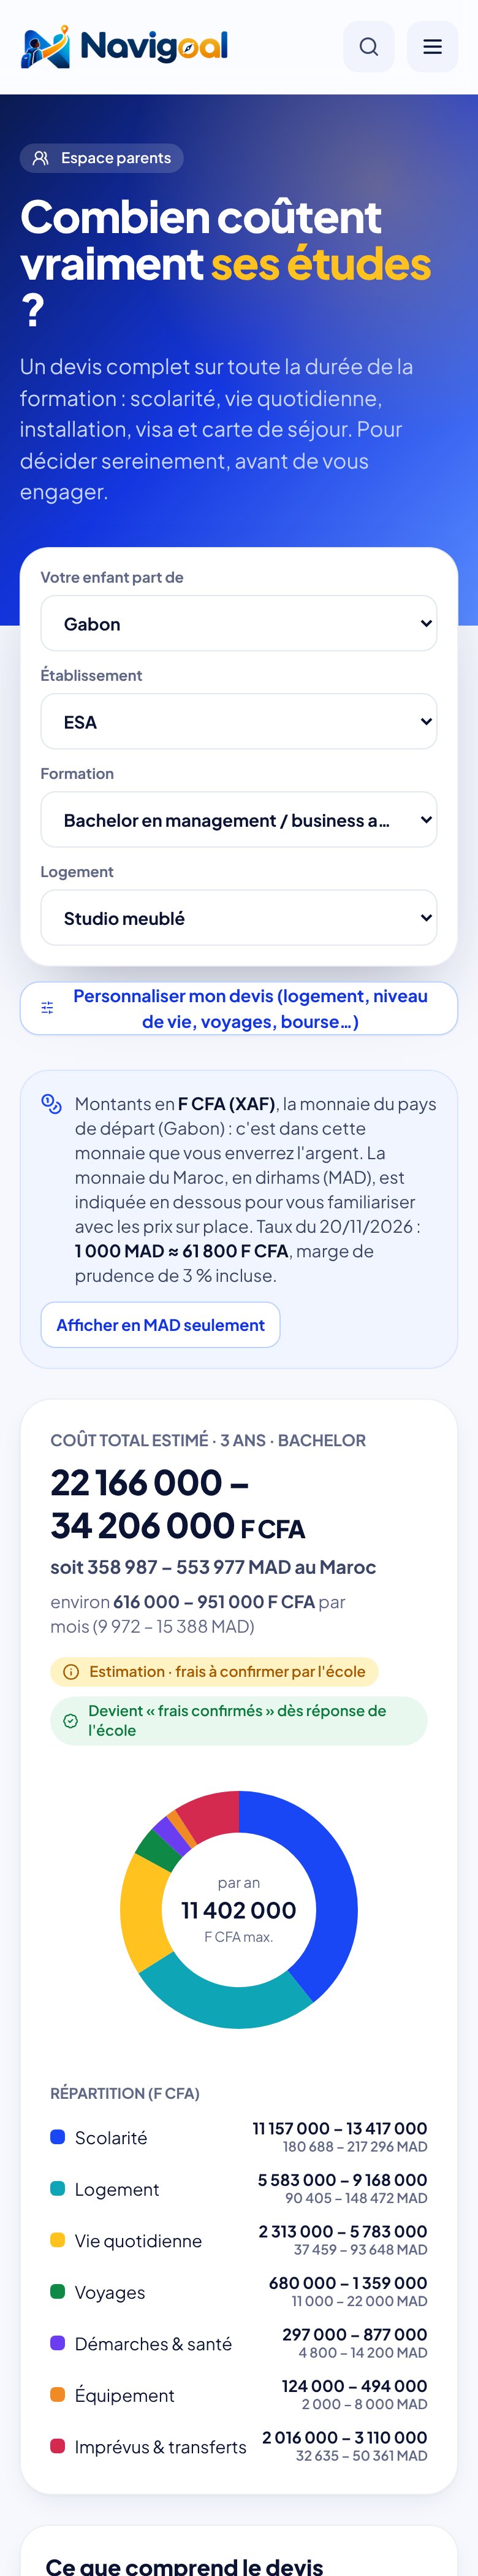 Navigoal
Espace parents
Combien coûtent
vraiment ses études
?
Un devis complet sur toute la durée de la
formation : scolarité, vie quotidienne,
installation, visa et carte de séjour. Pour
décider sereinement, avant de vous
engager.
Votre enfant part de
Gabon
Établissement
ESA
Formation
Bachelor en management / business a...
Logement
Studio meublé
Personnaliser mon devis (logement, niveau
de vie, voyages, bourse…)
Montants en F CFA (XAF), la monnaie du pays
de départ (Gabon) : c'est dans cette
monnaie que vous enverrez l'argent. La
monnaie du Maroc, en dirhams (MAD), est
indiquée en dessous pour vous familiariser
avec les prix sur place. Taux du 20/11/2026 :
1 000 MAD ≈ 61 800 F CFA, marge de
prudence de 3 % incluse.
Afficher en MAD seulement
COÛT TOTAL ESTIMÉ · 3 ANS · BACHELOR
22 166 000 –
34 206 000 F CFA
soit 358 987 – 553 977 MAD au Maroc
environ 616 000 – 951 000 F CFA par
mois (9 972 – 15 388 MAD)
Estimation · frais à confirmer par l'école
Devient « frais confirmés » dès réponse de
l'école
par an
11 402 000
F CFA max.
RÉPARTITION (F CFA)
Scolarité 11 157 000 – 13 417 000
180 688 – 217 296 MAD
Logement 5 583 000 – 9 168 000
90 405 – 148 472 MAD
Vie quotidienne 2 313 000 – 5 783 000
37 459 – 93 648 MAD
Voyages 680 000 – 1 359 000
11 000 – 22 000 MAD
Démarches & santé 297 000 – 877 000
4 800 – 14 200 MAD
Équipement 124 000 – 494 000
2 000 – 8 000 MAD
Imprévus & transferts 2 016 000 – 3 110 000
32 635 – 50 361 MAD
Ce que comprend le devis